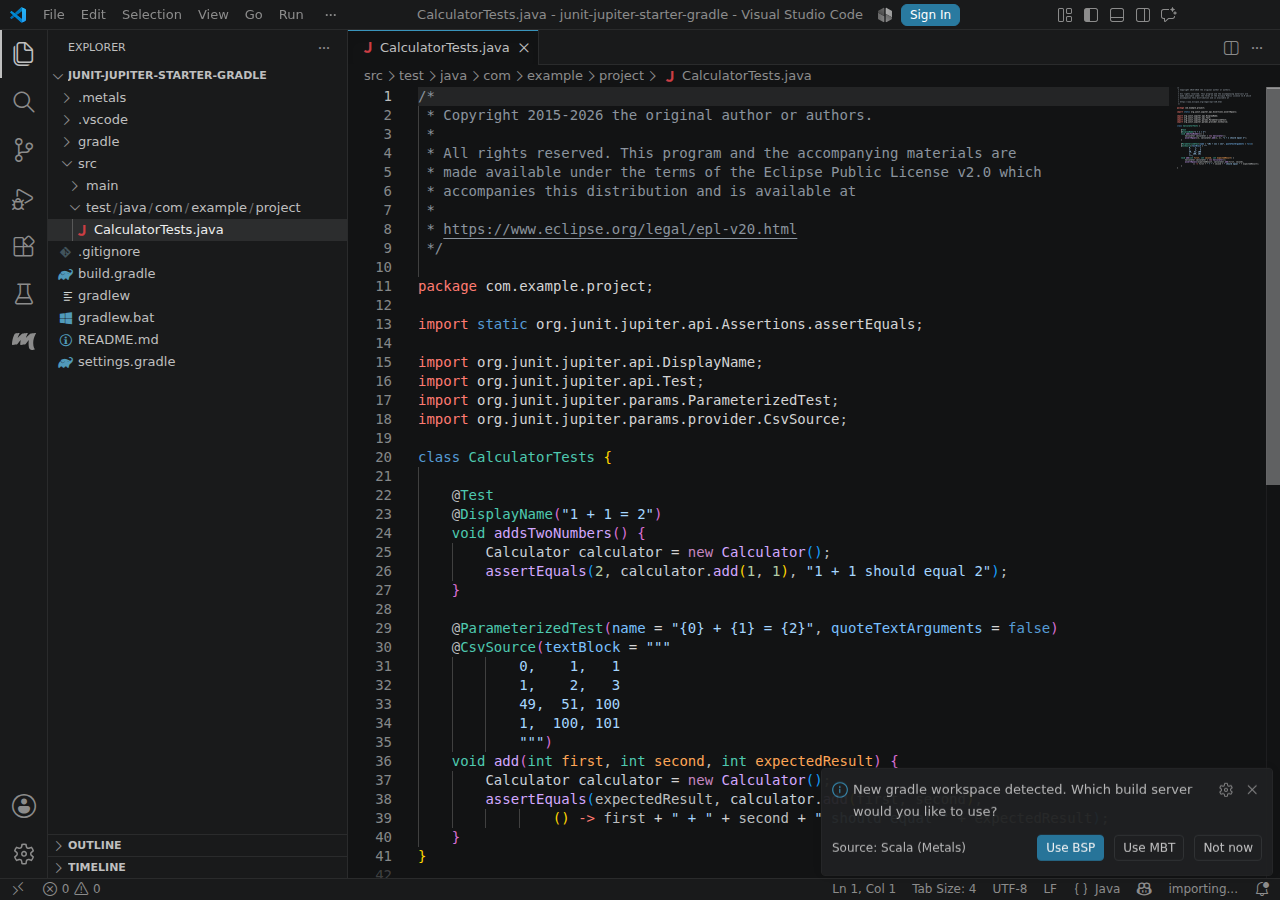 File Edit Selection View Go Run ··· CalculatorTests.java - junit-jupiter-starter-gradle - Visual Studio Code Sign In
EXPLORER ···
JUNIT-JUPITER-STARTER-GRADLE
.metals
.vscode
gradle
src
main
test/java/com/example/project
CalculatorTests.java
.gitignore
build.gradle
gradlew
gradlew.bat
README.md
settings.gradle
OUTLINE
TIMELINE
CalculatorTests.java
src > test > java > com > example > project > CalculatorTests.java
1 /*
2  * Copyright 2015-2026 the original author or authors.
3  *
4  * All rights reserved. This program and the accompanying materials are
5  * made available under the terms of the Eclipse Public License v2.0 which
6  * accompanies this distribution and is available at
7  *
8  * https://www.eclipse.org/legal/epl-v20.html
9  */
10
11 package com.example.project;
12
13 import static org.junit.jupiter.api.Assertions.assertEquals;
14
15 import org.junit.jupiter.api.DisplayName;
16 import org.junit.jupiter.api.Test;
17 import org.junit.jupiter.params.ParameterizedTest;
18 import org.junit.jupiter.params.provider.CsvSource;
19
20 class CalculatorTests {
21
22     @Test
23     @DisplayName("1 + 1 = 2")
24     void addsTwoNumbers() {
25         Calculator calculator = new Calculator();
26         assertEquals(2, calculator.add(1, 1), "1 + 1 should equal 2");
27     }
28
29     @ParameterizedTest(name = "{0} + {1} = {2}", quoteTextArguments = false)
30     @CsvSource(textBlock = """
31             0,    1,   1
32             1,    2,   3
33             49,  51, 100
34             1,  100, 101
35             """)
36     void add(int first, int second, int expectedResult) {
37         Calculator calculator = new Calculator()
38         assertEquals(expectedResult, calculator.
39                 () -> first + " + " + second + "
40     }
41 }
42
New gradle workspace detected. Which build server
would you like to use?
Source: Scala (Metals) Use BSP Use MBT Not now
0 0 Ln 1, Col 1 Tab Size: 4 UTF-8 LF { } Java importing...